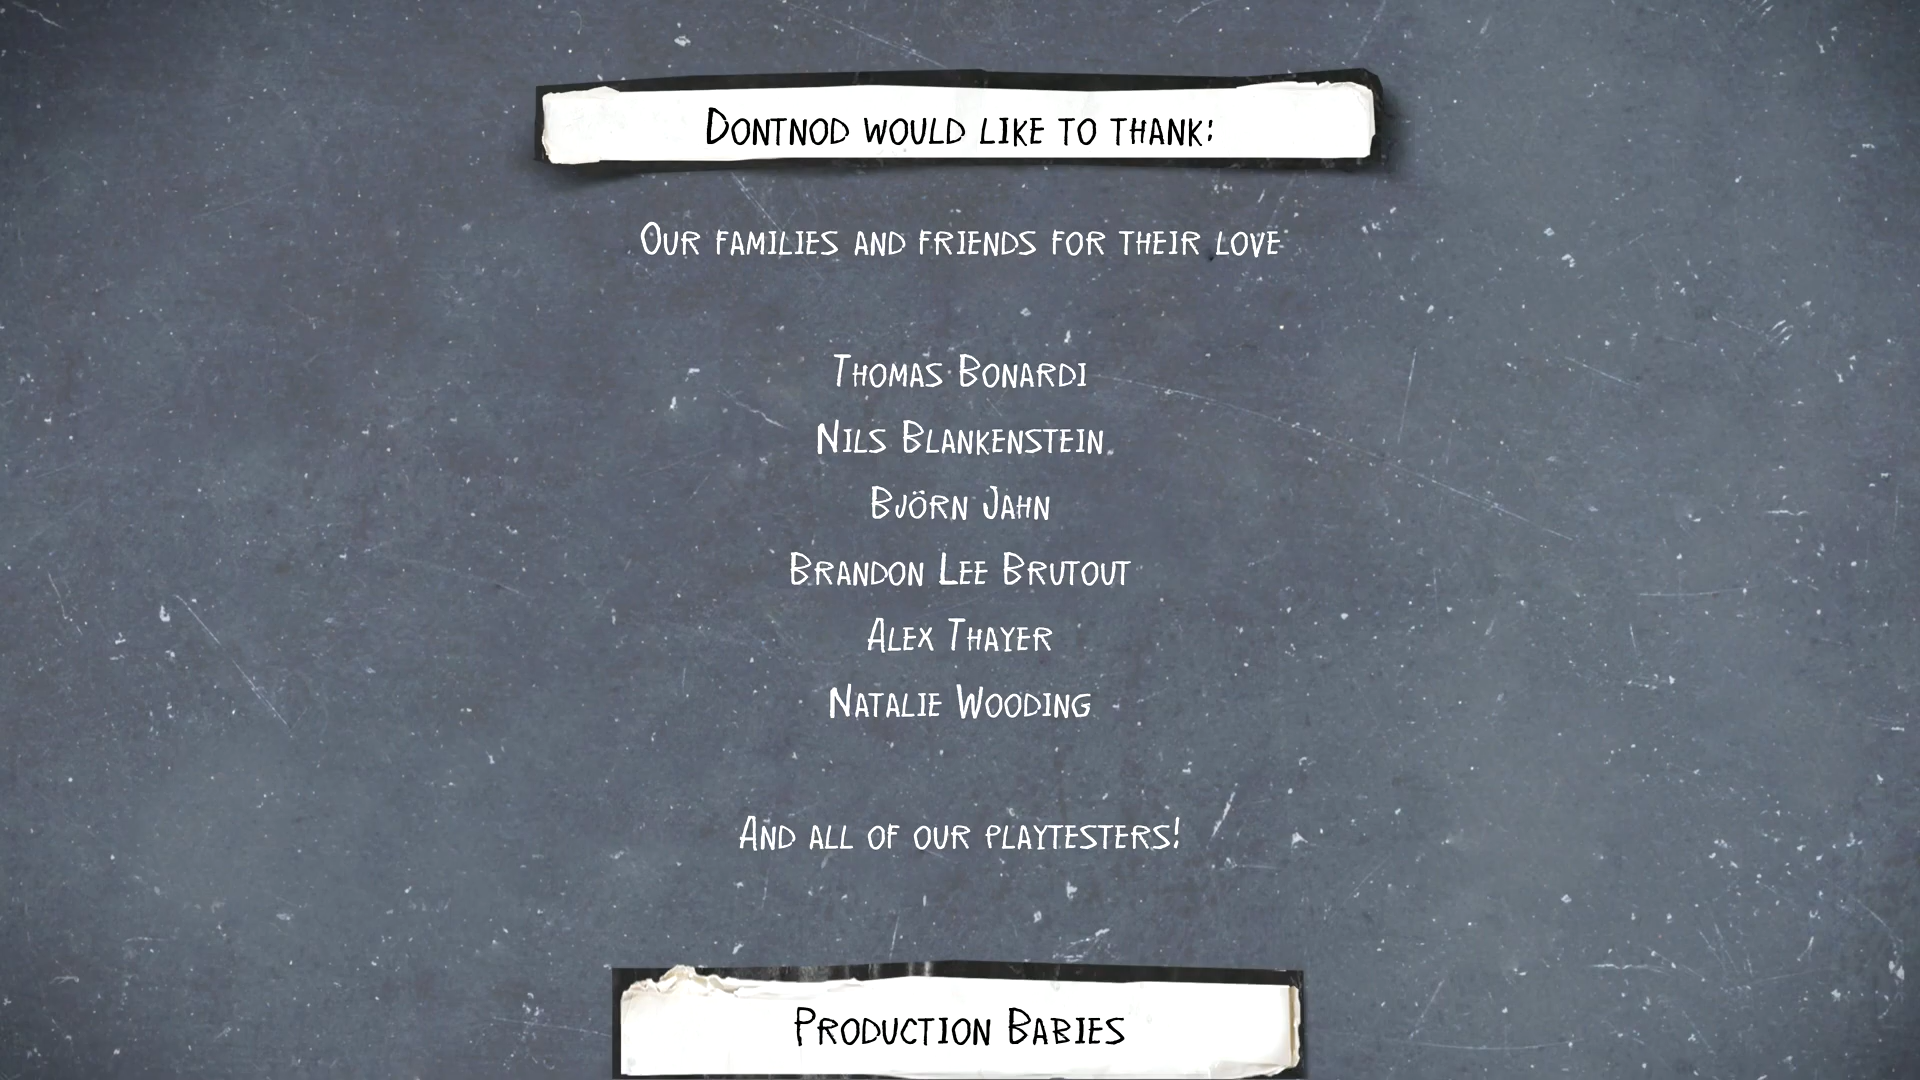 Dontnod would like to thank:
Our families and friends for their love
Thomas Bonardi
Nils Blankenstein
Björn Jahn
Brandon Lee Brutout
Alex Thayer
Natalie Wooding
And all of our playtesters!
Production Babies